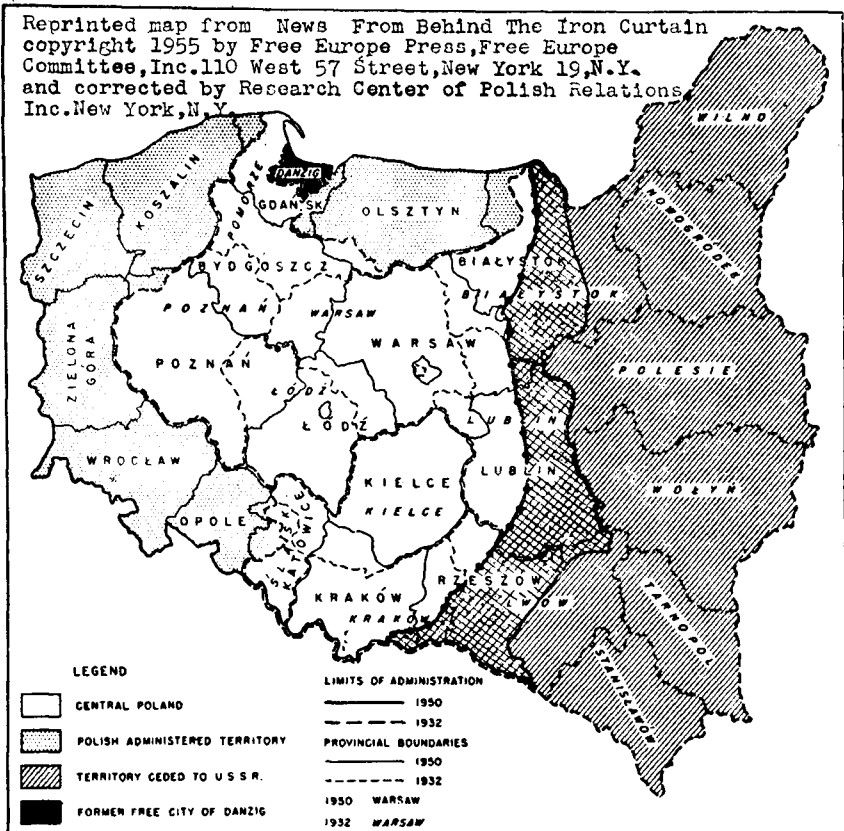 Reprinted map from News From Behind The Iron Curtain
copyright 1955 by Free Europe Press,Free Europe
Committee,Inc.110 West 57 Street,New York 19,N.Y.
and corrected by Research Center of Polish Relations
Inc.New York,N.Y.
WILNO
DANZIG
KOSZALIN
SZCZECIN
POMORZE
GDAŃSK
OLSZTYN
NOWOGRÓDEK
BYDGOSZCZ
BIAŁYSTOK
BIAŁYSTOK
POZNAŃ
WARSAW
WARSAW
ZIELONA
GÓRA
POZNAŃ
POLESIE
ŁÓDŹ
ŁÓDŹ
LUBLIN
LUBLIN
WROCŁAW
KIELCE
KIELCE
WOŁYŃ
OPOLE
ŚLĄSK
KATOWICE
RZESZÓW
LWÓW
KRAKÓW
KRAKÓW
TARNOPOL
STANISŁAWÓW
LEGEND
CENTRAL POLAND
POLISH ADMINISTERED TERRITORY
TERRITORY CEDED TO U S S R.
FORMER FREE CITY OF DANZIG
LIMITS OF ADMINISTRATION
1950
1932
PROVINCIAL BOUNDARIES
1950
1932
1950 WARSAW
1932 WARSAW